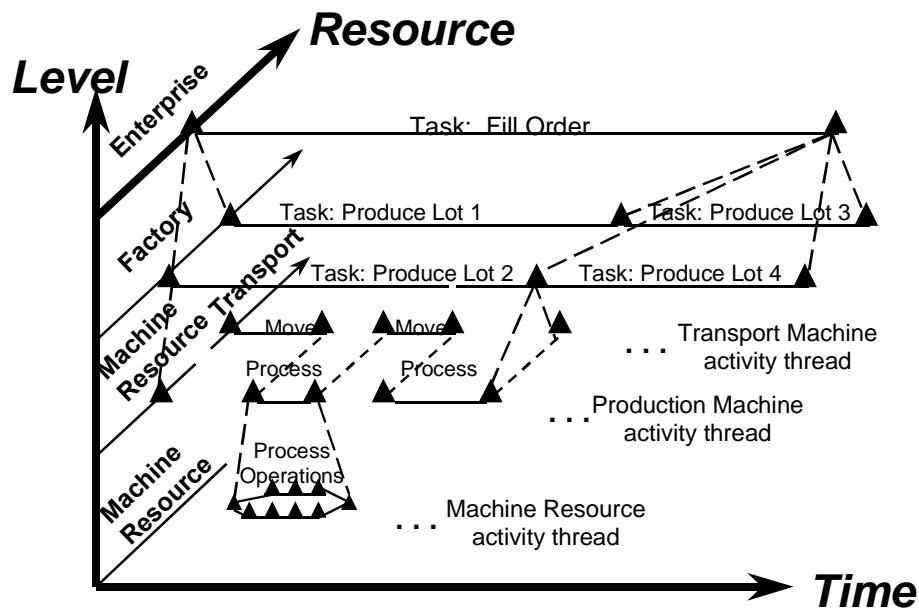 Resource
Level
Enterprise
Task: Fill Order
Factory
Task: Produce Lot 1
Task: Produce Lot 3
Transport
Task: Produce Lot 2
Task: Produce Lot 4
Machine
Resource
Move
Move
. . . Transport Machine
activity thread
Process
Process
. . . Production Machine
activity thread
Machine
Resource
Process
Operations
. . . Machine Resource
activity thread
Time